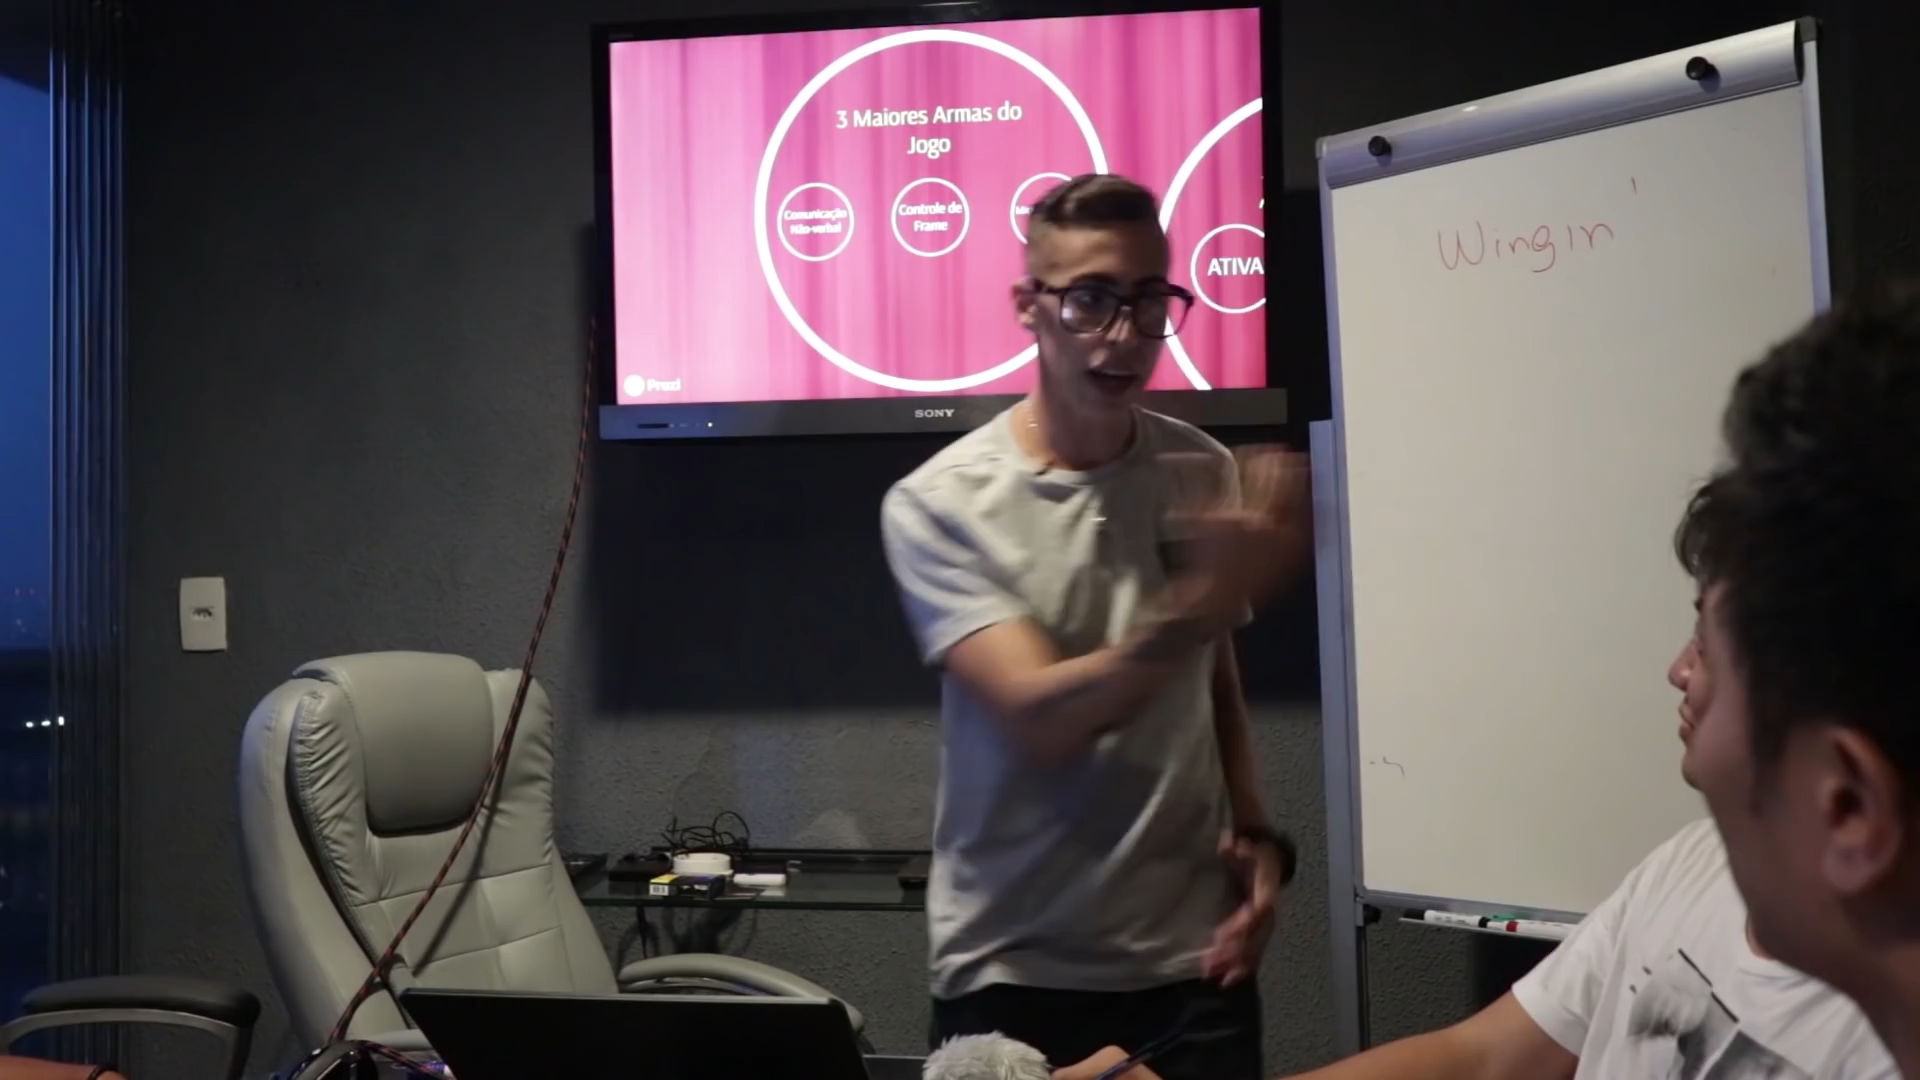 3 Maiores Armas do
Jogo
Comunicação
Não-verbal
Controle de
Frame
ATIVA
Prezi
SONY
Wingin